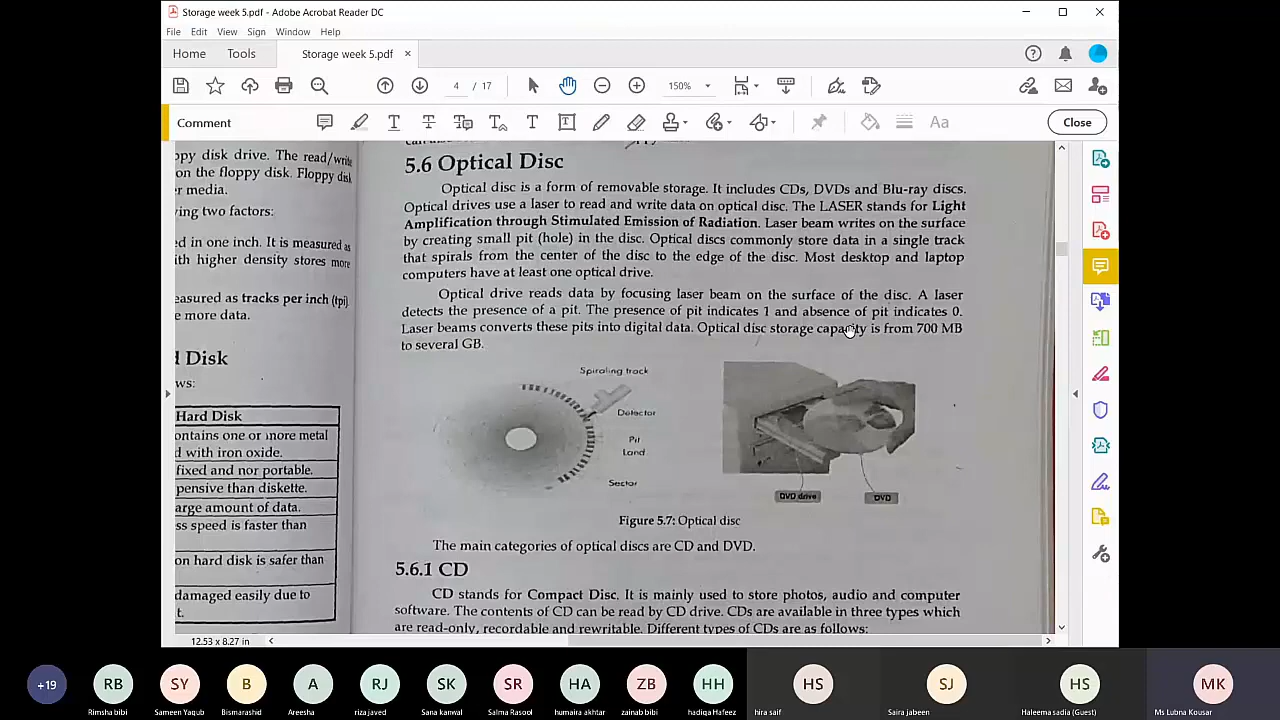 Storage week 5.pdf - Adobe Acrobat Reader DC
File Edit View Sign Window Help
Home Tools Storage week 5.pdf ×
4 / 17 150%
Comment Aa Close
5.6 Optical Disc
Optical disc is a form of removable storage. It includes CDs, DVDs and Blu-ray discs.
Optical drives use a laser to read and write data on optical disc. The LASER stands for Light
Amplification through Stimulated Emission of Radiation. Laser beam writes on the surface
by creating small pit (hole) in the disc. Optical discs commonly store data in a single track
that spirals from the center of the disc to the edge of the disc. Most desktop and laptop
computers have at least one optical drive.
Optical drive reads data by focusing laser beam on the surface of the disc. A laser
detects the presence of a pit. The presence of pit indicates 1 and absence of pit indicates 0.
Laser beams converts these pits into digital data. Optical disc storage capacity is from 700 MB
to several GB.
Spiraling track
Detector
Pit
Land
Sector
DVD drive DVD
Figure 5.7: Optical disc
The main categories of optical discs are CD and DVD.
5.6.1 CD
CD stands for Compact Disc. It is mainly used to store photos, audio and computer
software. The contents of CD can be read by CD drive. CDs are available in three types which
are read-only, recordable and rewritable. Different types of CDs are as follows:
ppy disk drive. The read/write
on the floppy disk. Floppy disk
er media.
ving two factors:
ed in one inch. It is measured as
ith higher density stores more
easured as tracks per inch (tpi)
e more data.
d Disk
ws:
Hard Disk
ontains one or more metal
d with iron oxide.
fixed and nor portable.
pensive than diskette.
arge amount of data.
ss speed is faster than
on hard disk is safer than
damaged easily due to
t.
12.53 x 8.27 in
+19 RB SY B A RJ SK SR HA ZB HH HS SJ HS MK
Rimsha bibi Sameen Yaqub Bismarashid Areesha riza javed Sana kanwal Salma Rasool humaira akhtar zainab bibi hadiqa Hafeez hira saif Saira jabeen Haleema sadia (Guest) Ms Lubna Kousar